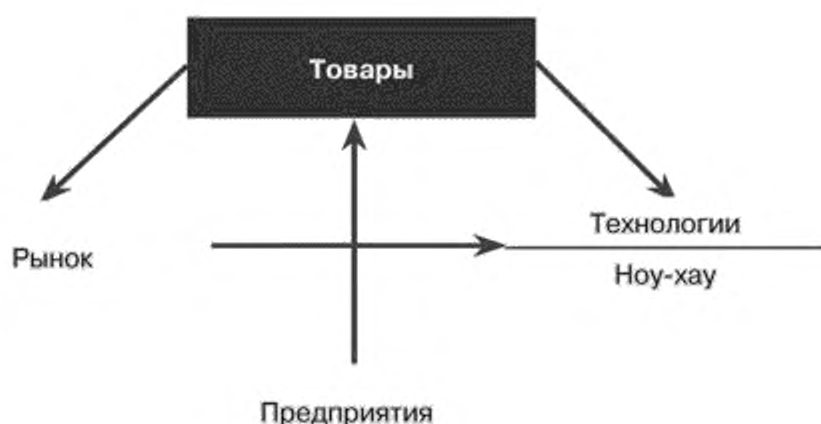 Товары
Технологии
Рынок
Ноу-хау
Предприятия